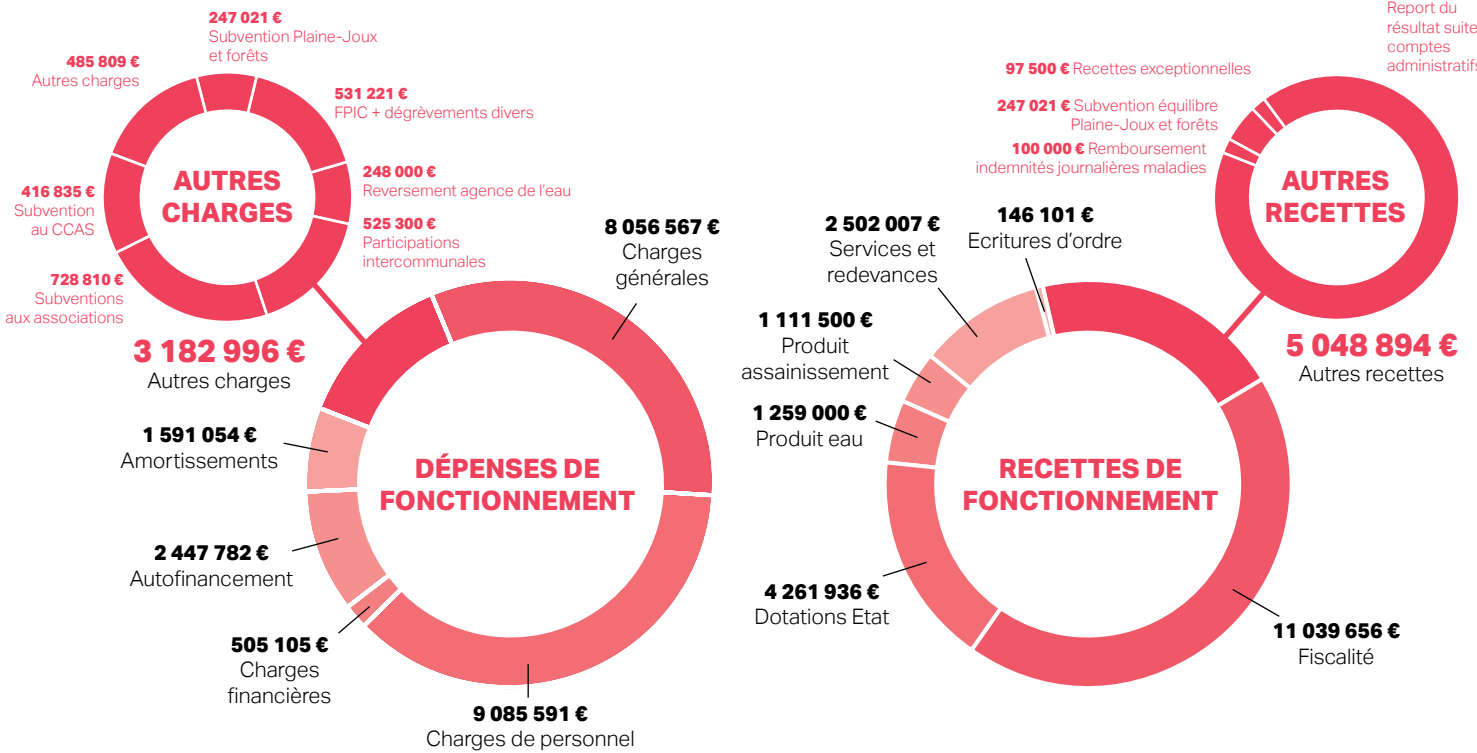 247 021 €
Subvention Plaine-Joux
et forêts
485 809 €
Autres charges
531 221 €
FPIC + dégrèvements divers
AUTRES
CHARGES
248 000 €
Reversement agence de l'eau
416 835 €
Subvention
au CCAS
525 300 €
Participations
intercommunales
728 810 €
Subventions
aux associations
3 182 996 €
Autres charges
8 056 567 €
Charges
générales
1 591 054 €
Amortissements
DÉPENSES DE
FONCTIONNEMENT
2 447 782 €
Autofinancement
505 105 €
Charges
financières
9 085 591 €
Charges de personnel
Report du
résultat suite
comptes
administratifs
97 500 € Recettes exceptionnelles
247 021 € Subvention équilibre
Plaine-Joux et forêts
100 000 € Remboursement
indemnités journalières maladies
AUTRES
RECETTES
5 048 894 €
Autres recettes
146 101 €
Ecritures d'ordre
2 502 007 €
Services et
redevances
1 111 500 €
Produit
assainissement
1 259 000 €
Produit eau
RECETTES DE
FONCTIONNEMENT
4 261 936 €
Dotations Etat
11 039 656 €
Fiscalité